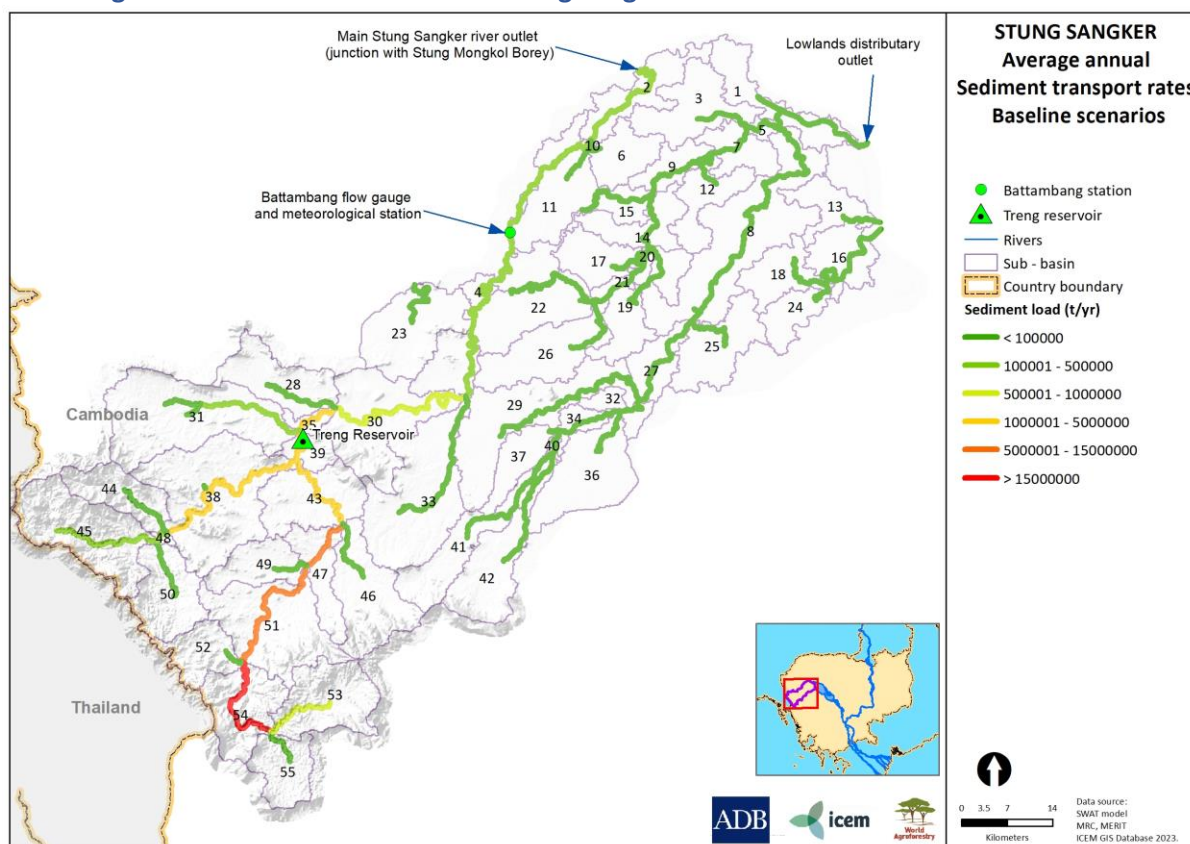 Main Stung Sangker river outlet
(junction with Stung Mongkol Borey)
Lowlands distributary
outlet
Battambang flow gauge
and meteorological station
2
3
1
5
10
6
7
9
12
11
15
8
13
14
16
17
20
18
21
4
22
19
24
23
26
25
27
28
29
32
Cambodia
31
35
30
34
Treng Reservoir
39
40
37
36
38
43
44
33
45
48
41
49
47
42
50
46
51
52
53
Thailand
54
55
STUNG SANGKER
Average annual
Sediment transport rates
Baseline scenarios
Battambang station
Treng reservoir
Rivers
Sub - basin
Country boundary
Sediment load (t/yr)
< 100000
100001 - 500000
500001 - 1000000
1000001 - 5000000
5000001 - 15000000
> 15000000
ADB
icem
World
Agroforestry
0 3.5 7 14
Kilometers
Data source:
SWAT model
MRC, MERIT
ICEM GIS Database 2023.